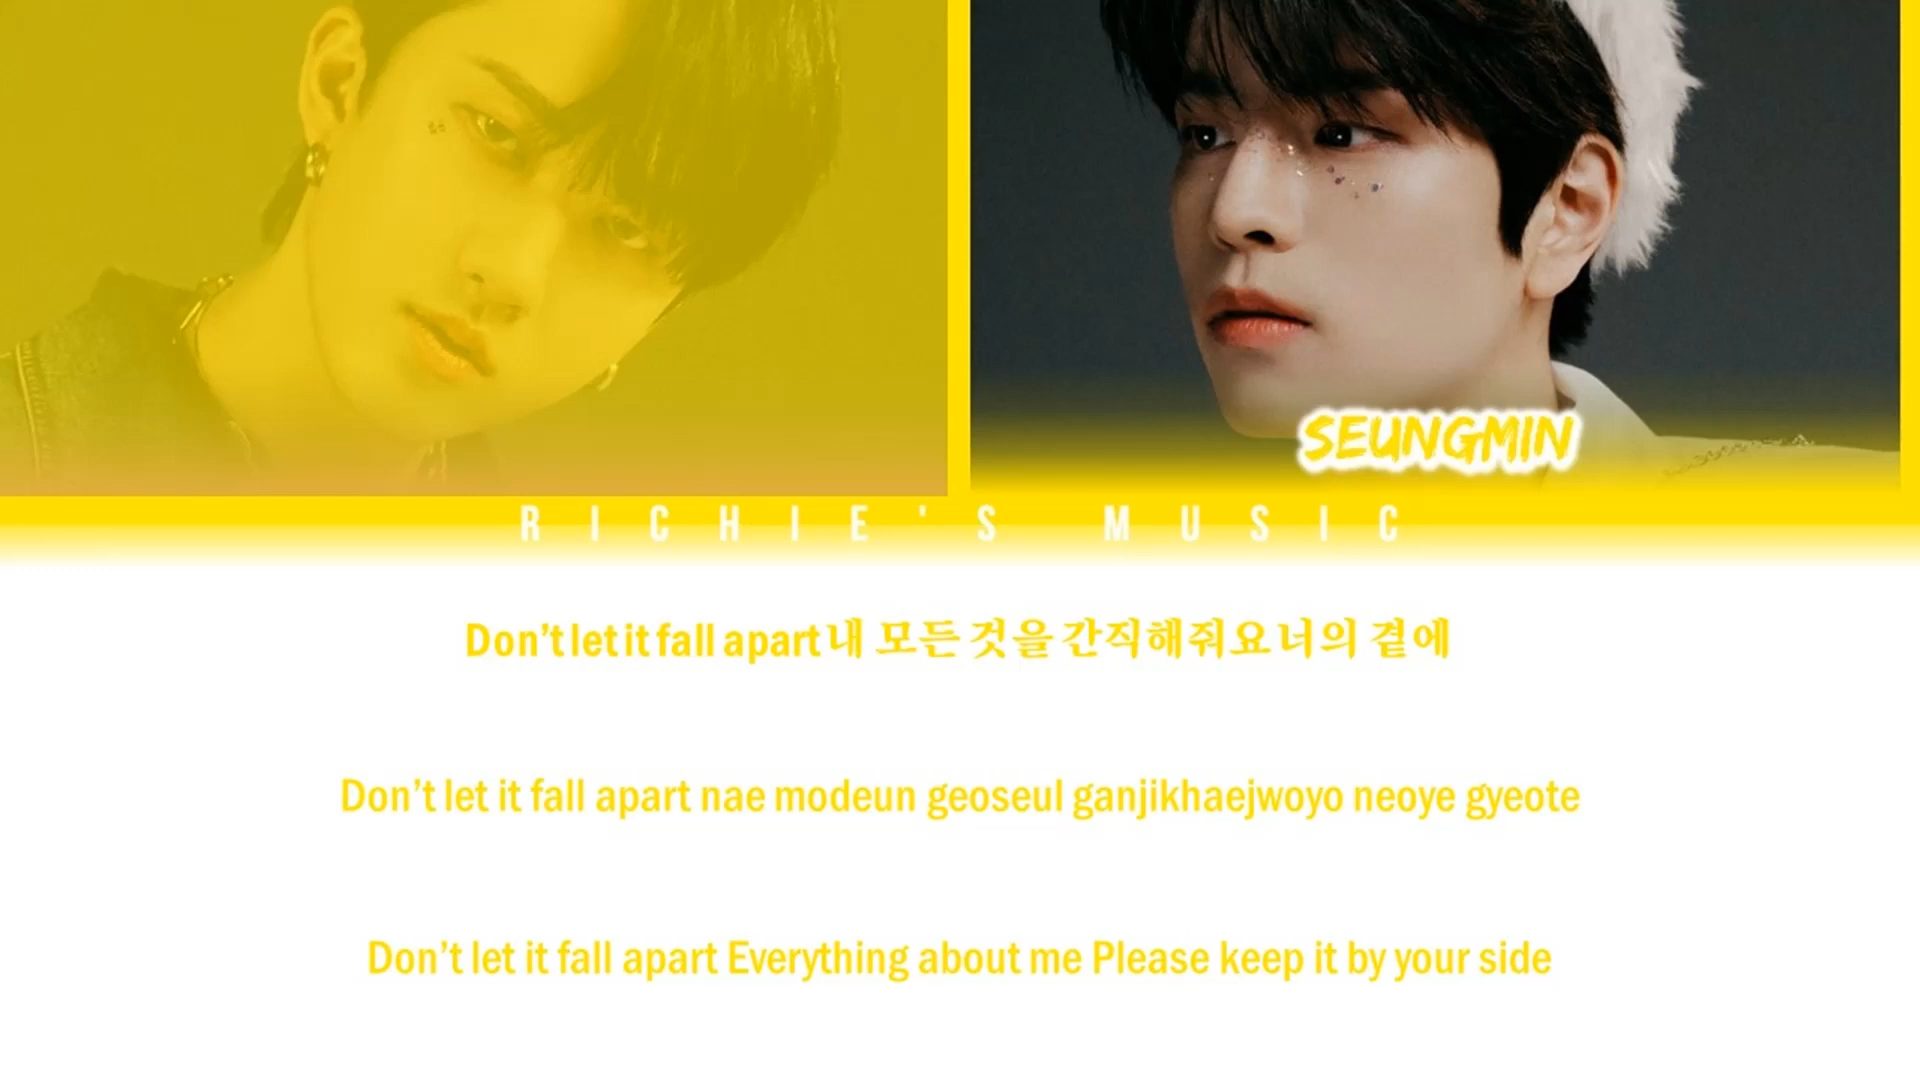 SEUNGMIN
RICHIE'S MUSIC
Don't let it fall apart 내 모든 것을 간직해줘요 너의 곁에
Don't let it fall apart nae modeun geoseul ganjikhaejwoyo neoye gyeote
Don't let it fall apart Everything about me Please keep it by your side